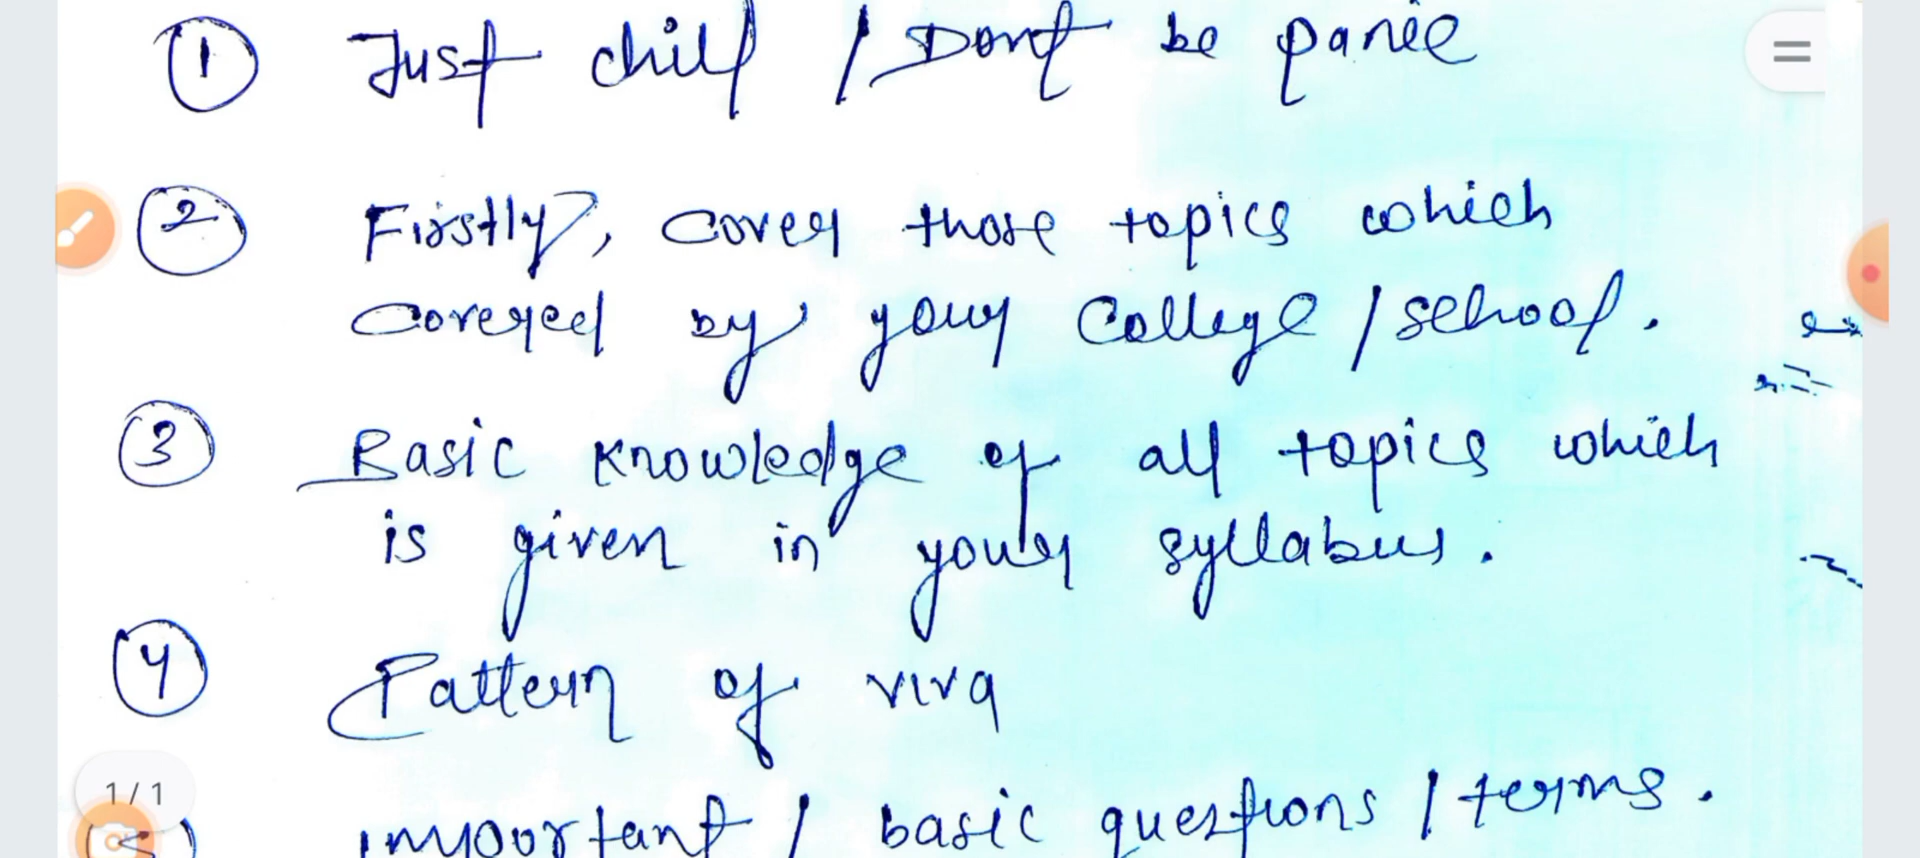 ① Just chill / Dont be panic
② Firstly, cover those topics which
covered by your College / school.
③ Basic knowledge of all topics which
is given in your syllabus.
④ Pattern of viva
1 / 1
important / basic questions / terms.